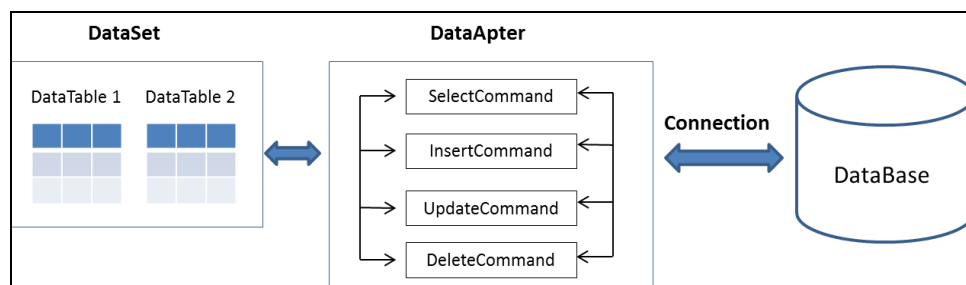 DataSet
DataTable 1
DataTable 2
DataApter
SelectCommand
InsertCommand
UpdateCommand
DeleteCommand
Connection
DataBase